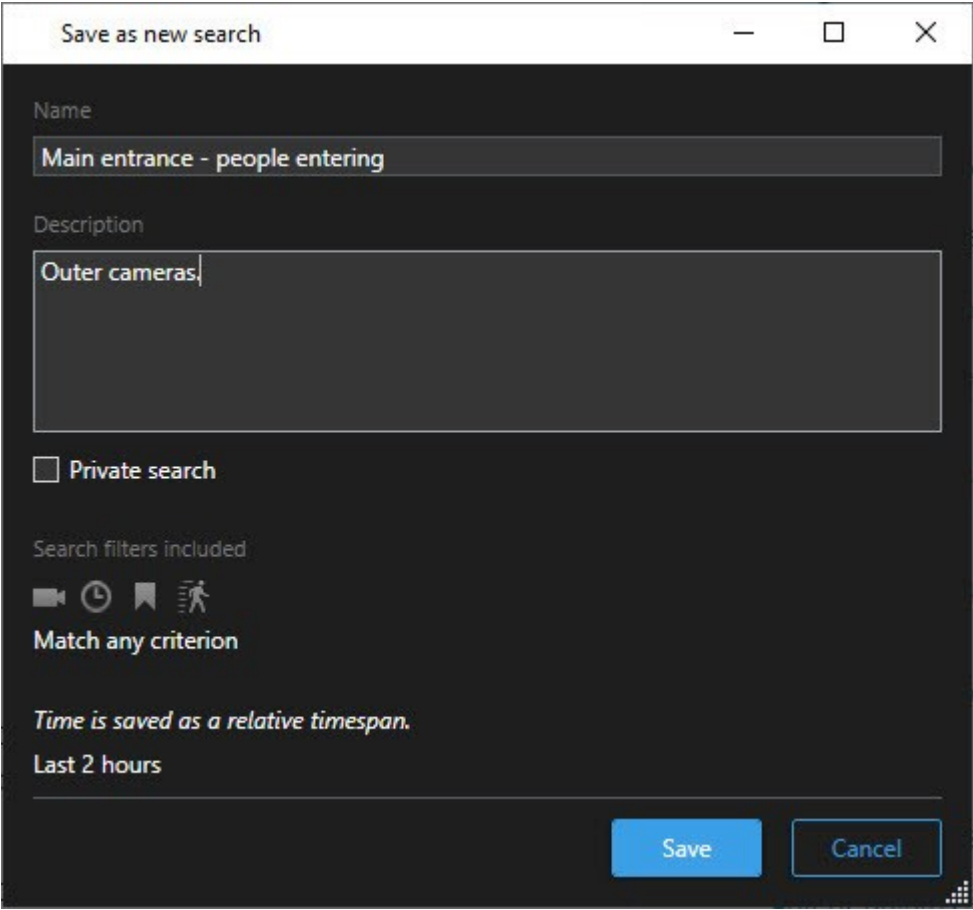 Save as new search
Name
Main entrance - people entering
Description
Outer cameras.
Private search
Search filters included
Match any criterion
Time is saved as a relative timespan.
Last 2 hours
Save Cancel